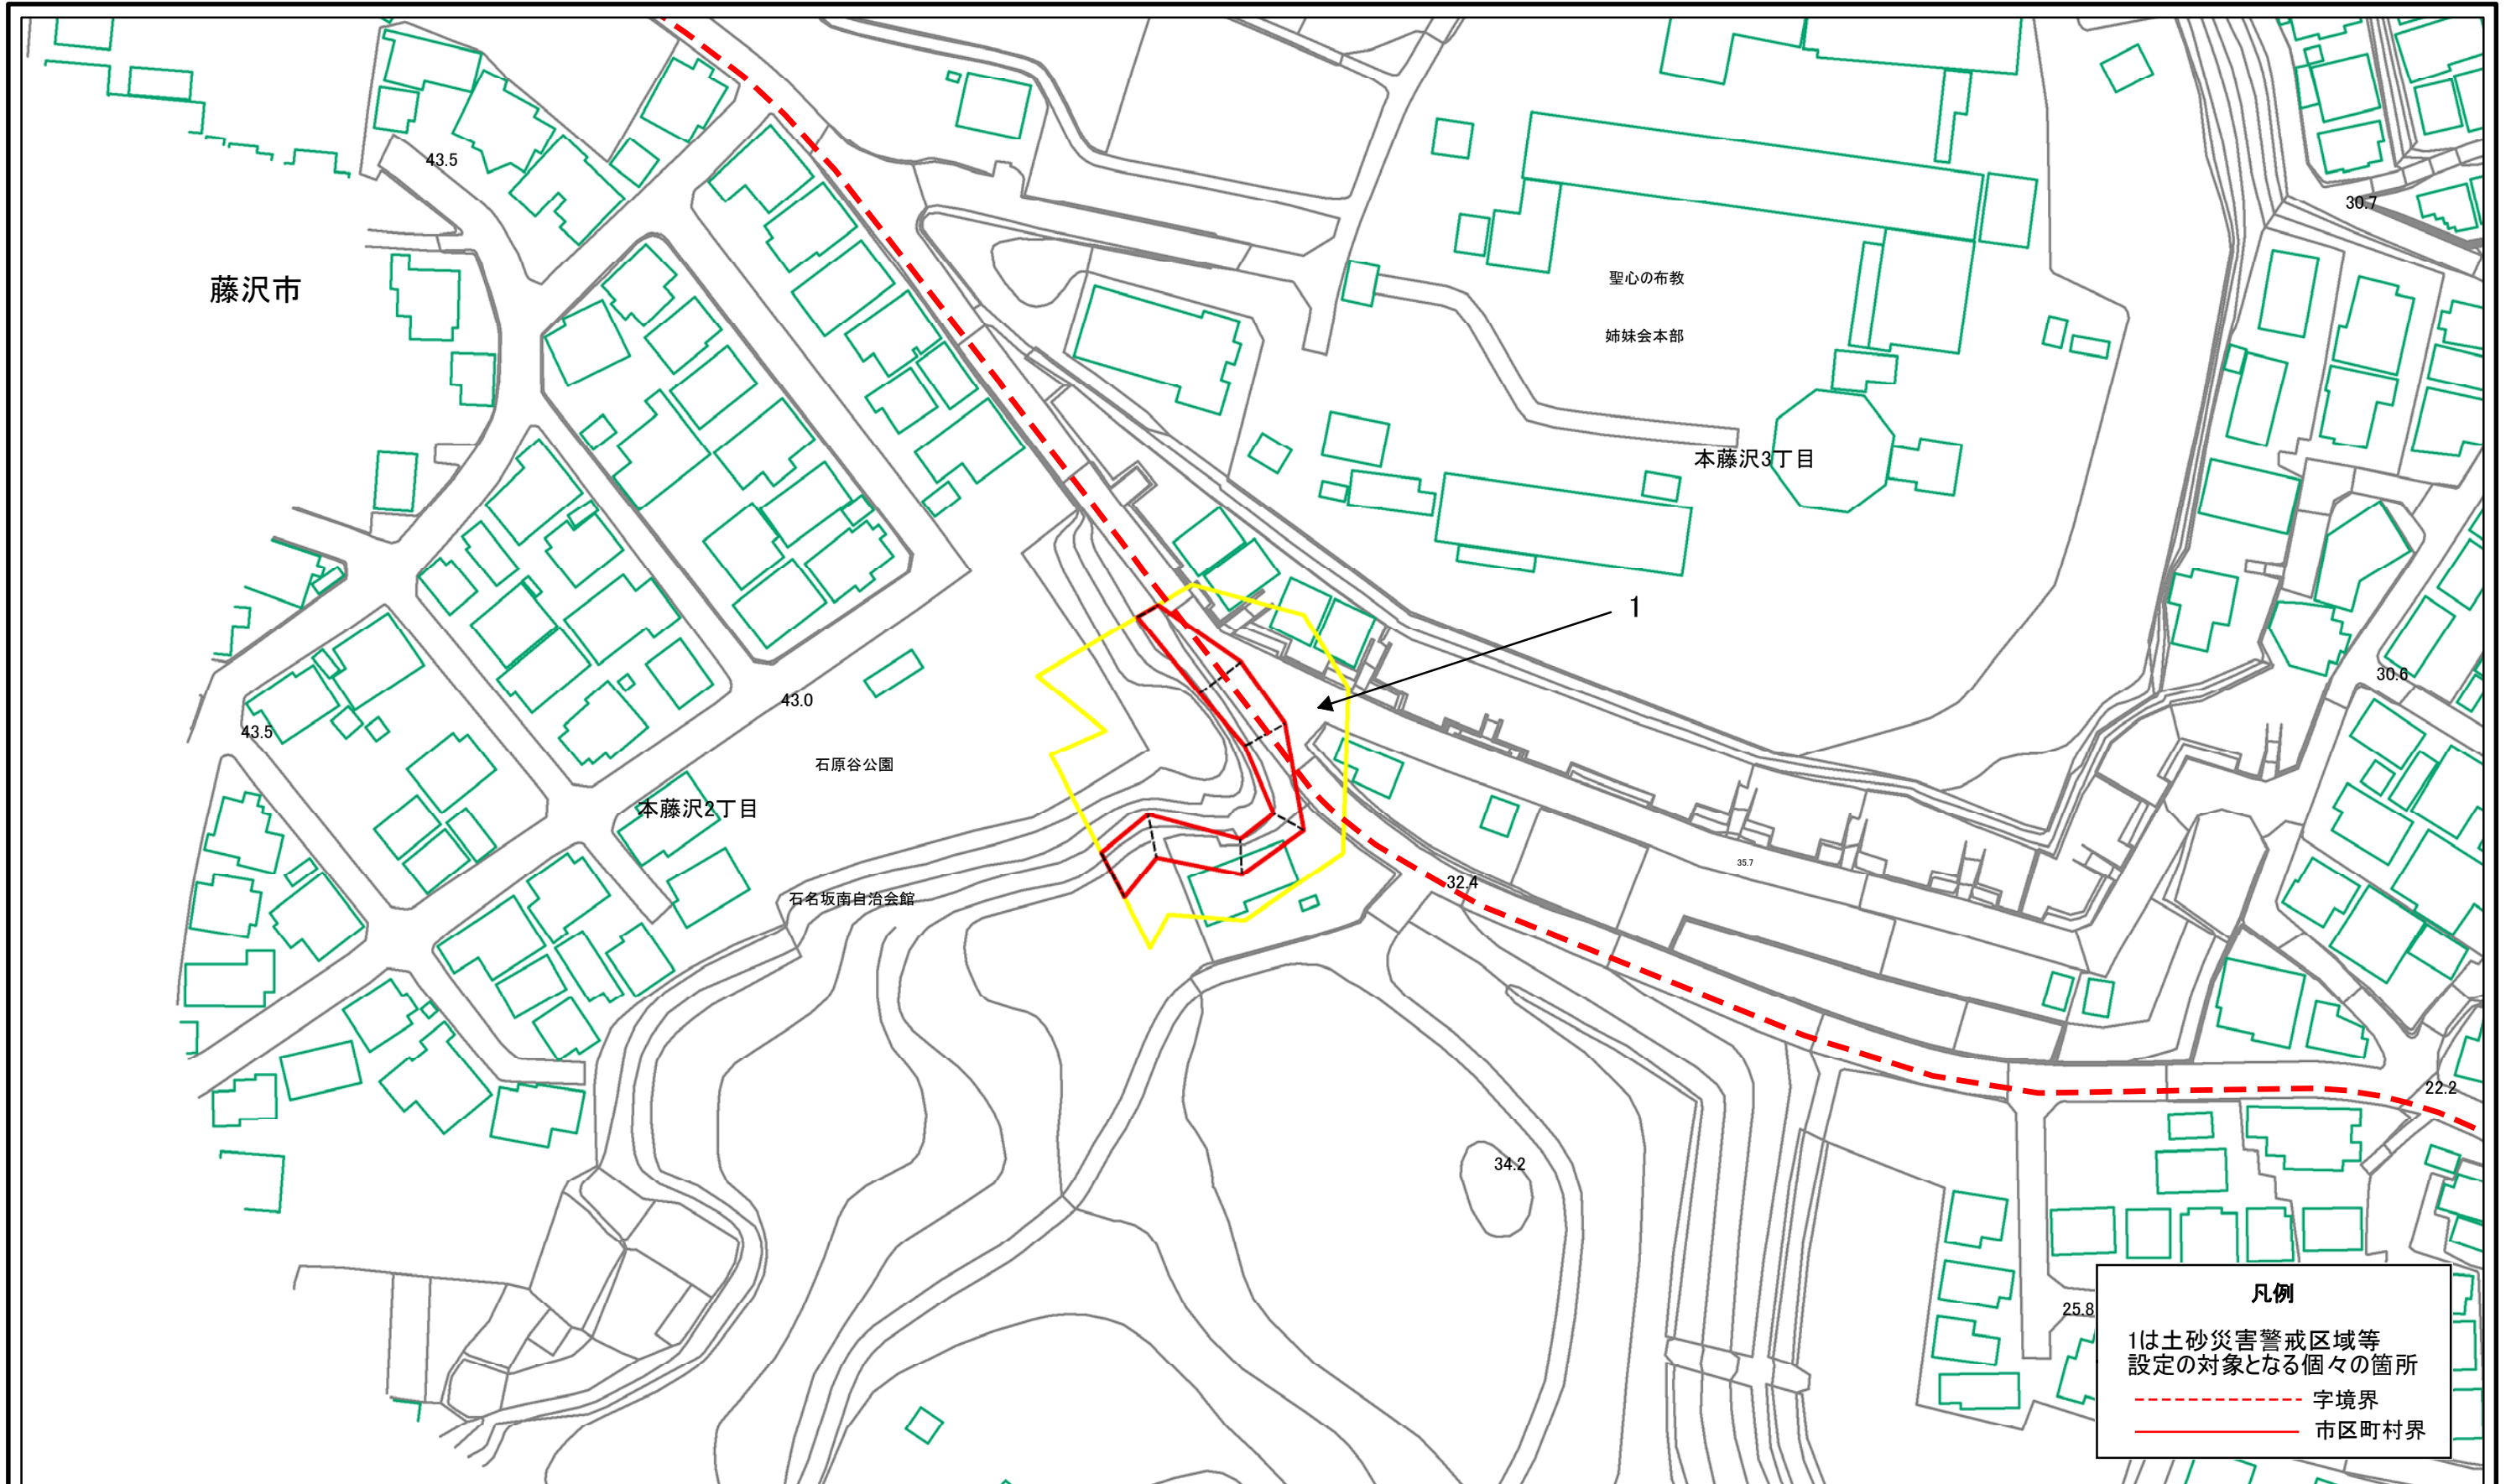 43.5
30.7
藤沢市
聖心の布教
姉妹会本部
本藤沢3丁目
1
30.6
43.0
43.5
石原谷公園
本藤沢2丁目
35.7
32.4
石名坂南自治会館
22.2
34.2
25.8
凡例
1は土砂災害警戒区域等
設定の対象となる個々の箇所
字境界
市区町村界